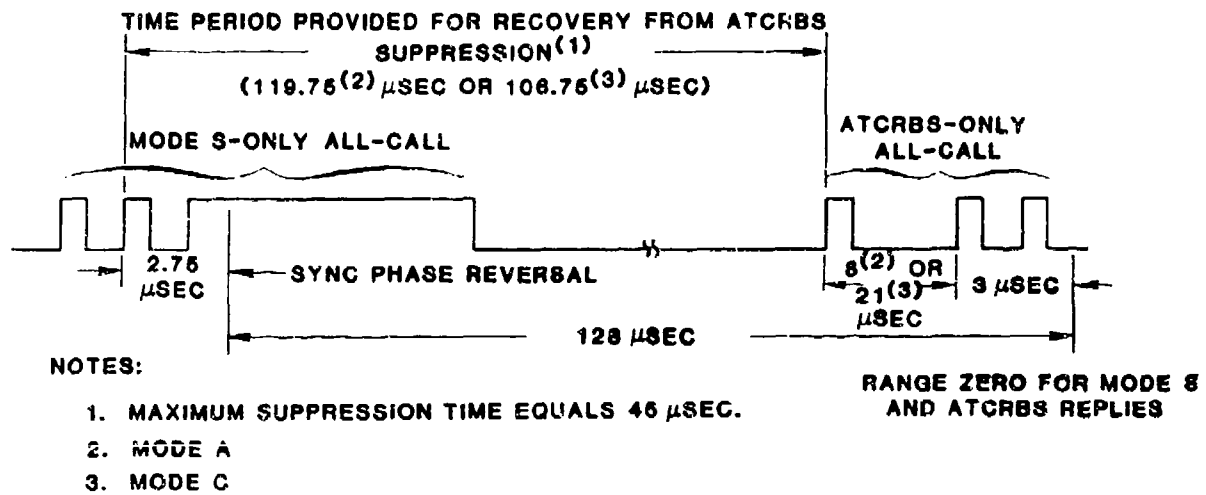 TIME PERIOD PROVIDED FOR RECOVERY FROM ATCRBS
SUPPRESSION(1)
(119.75(2) μSEC OR 106.75(3) μSEC)
MODE S-ONLY ALL-CALL
ATCRBS-ONLY
ALL-CALL
2.75
μSEC
SYNC PHASE REVERSAL
8(2) OR
21(3)
μSEC
3 μSEC
128 μSEC
NOTES:
RANGE ZERO FOR MODE S
AND ATCRBS REPLIES
1. MAXIMUM SUPPRESSION TIME EQUALS 45 μSEC.
2. MODE A
3. MODE C